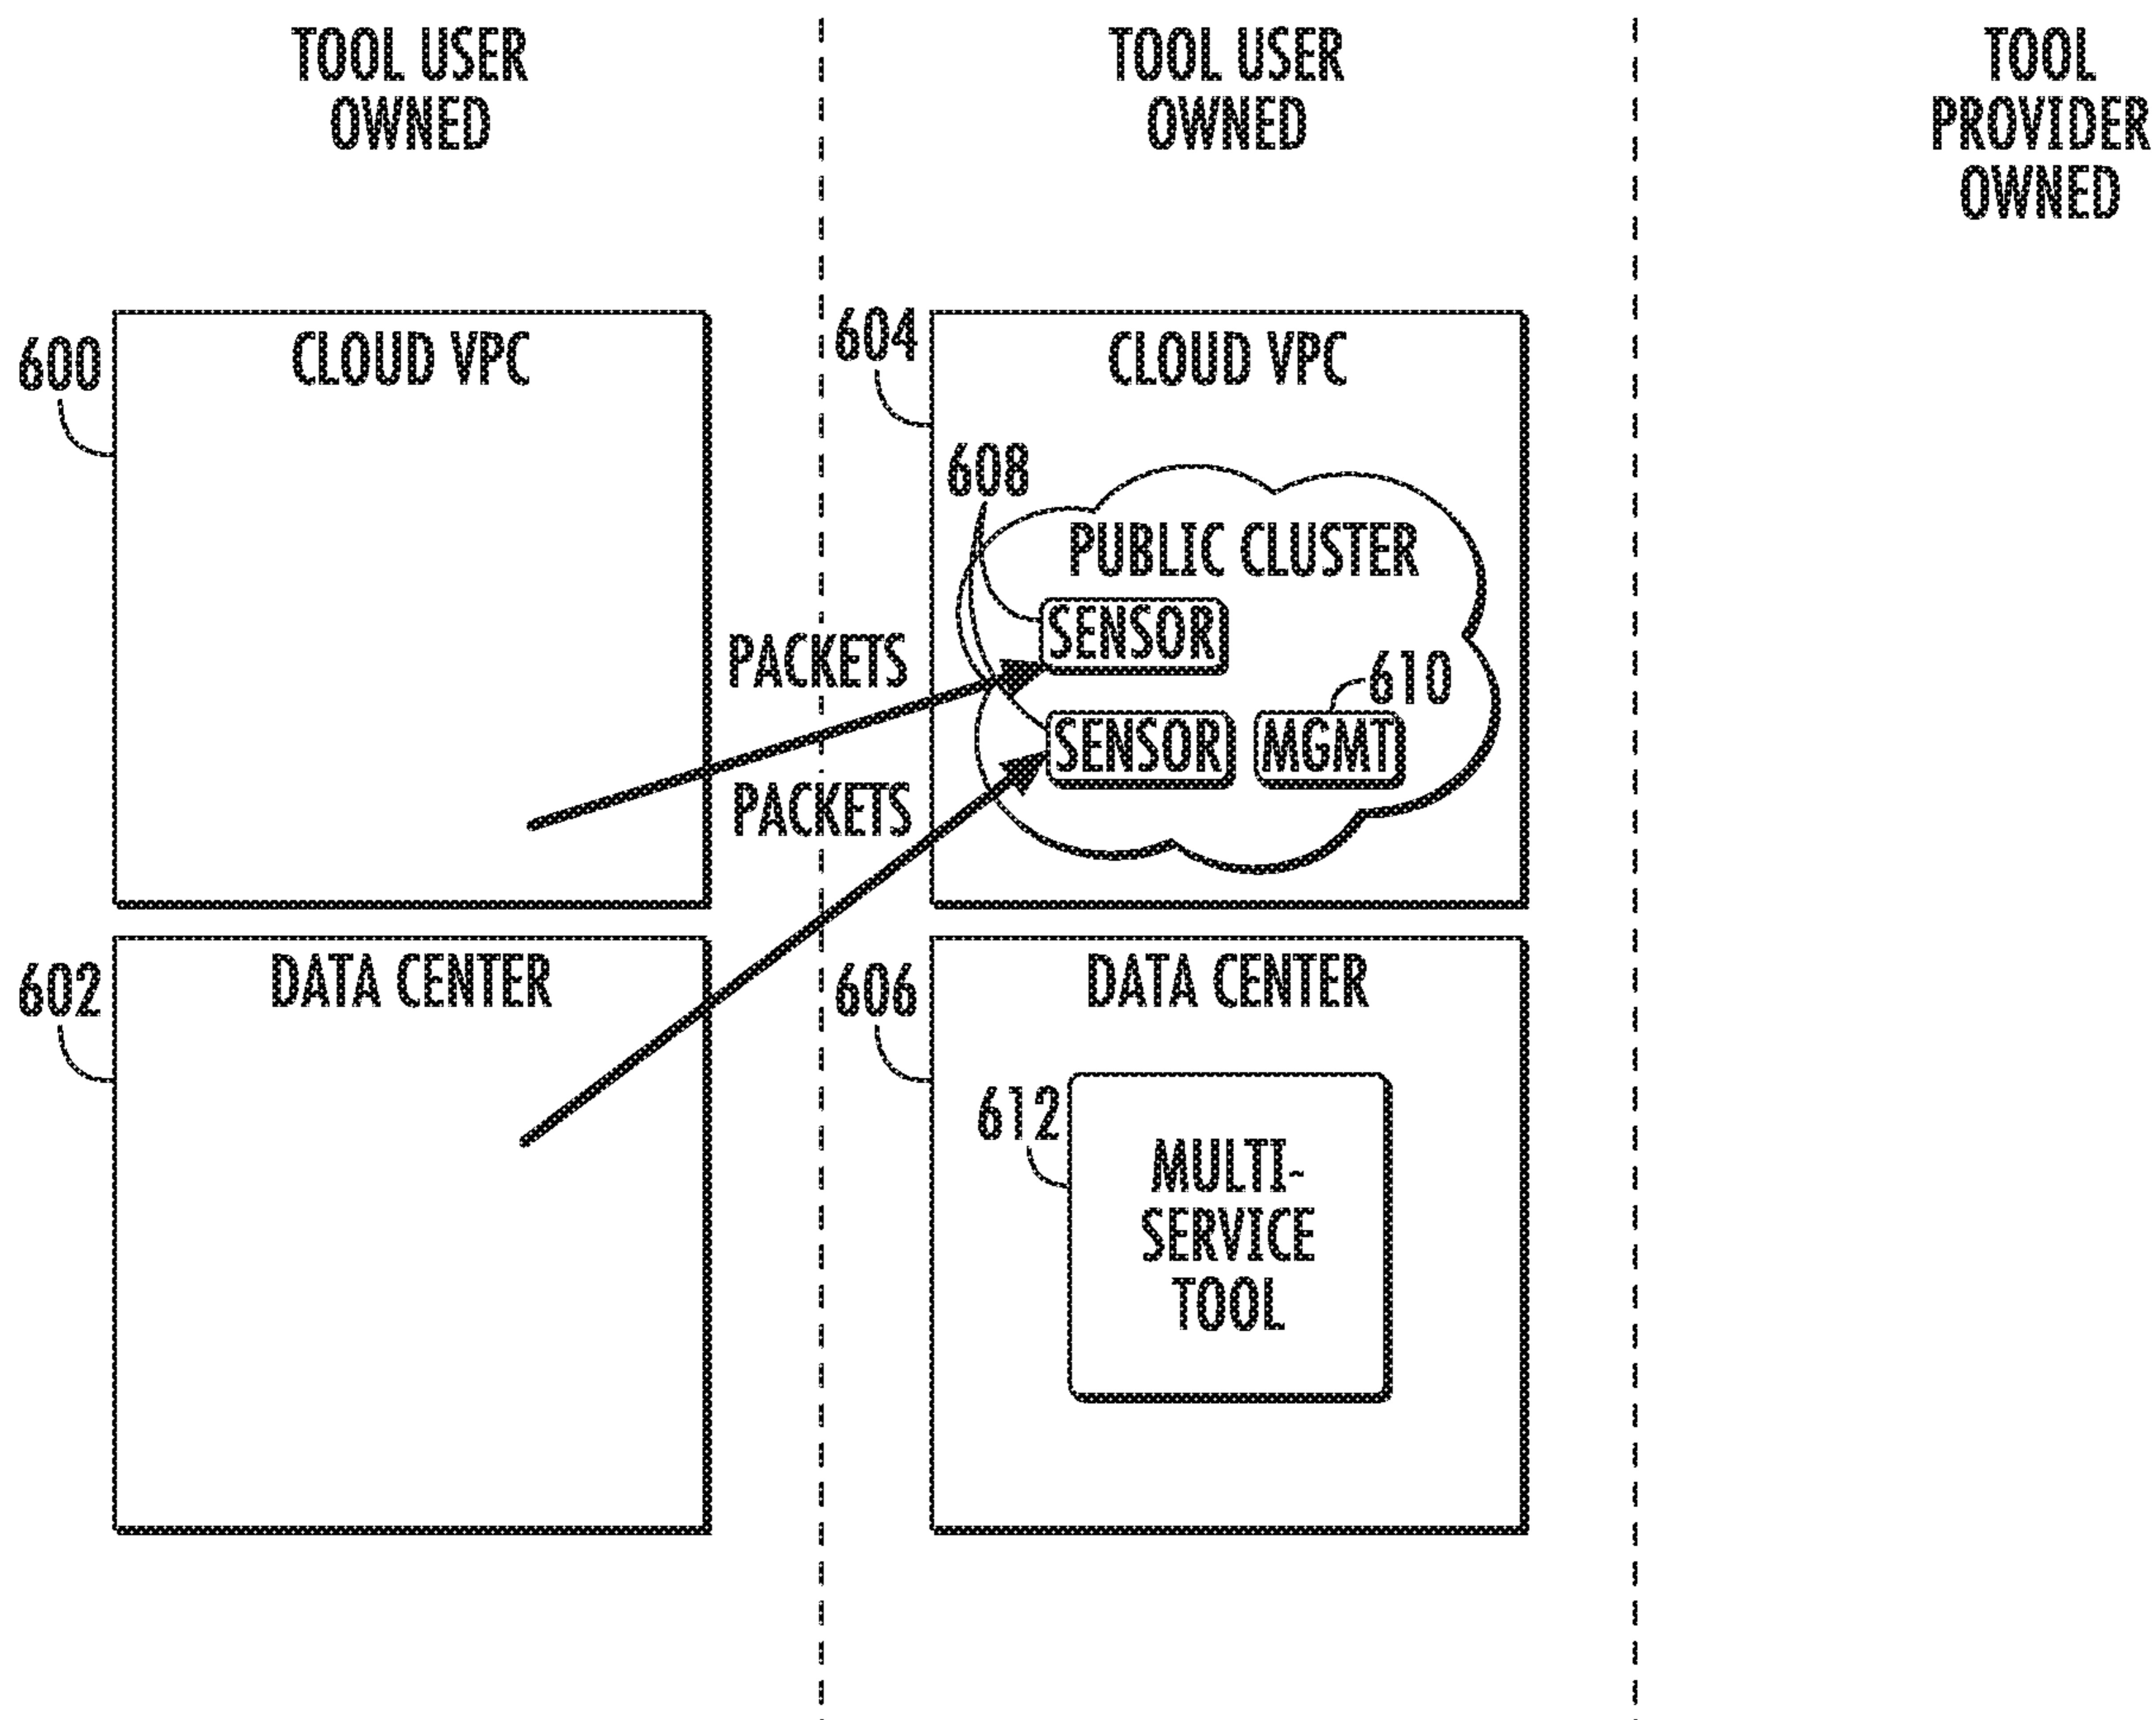 TOOL USER
OWNED
TOOL USER
OWNED
TOOL
PROVIDER
OWNED
600
CLOUD VPC
604
CLOUD VPC
608
PUBLIC CLUSTER
SENSOR
PACKETS
610
SENSOR
MGMT
PACKETS
602
DATA CENTER
606
DATA CENTER
612
MULTI-
SERVICE
TOOL